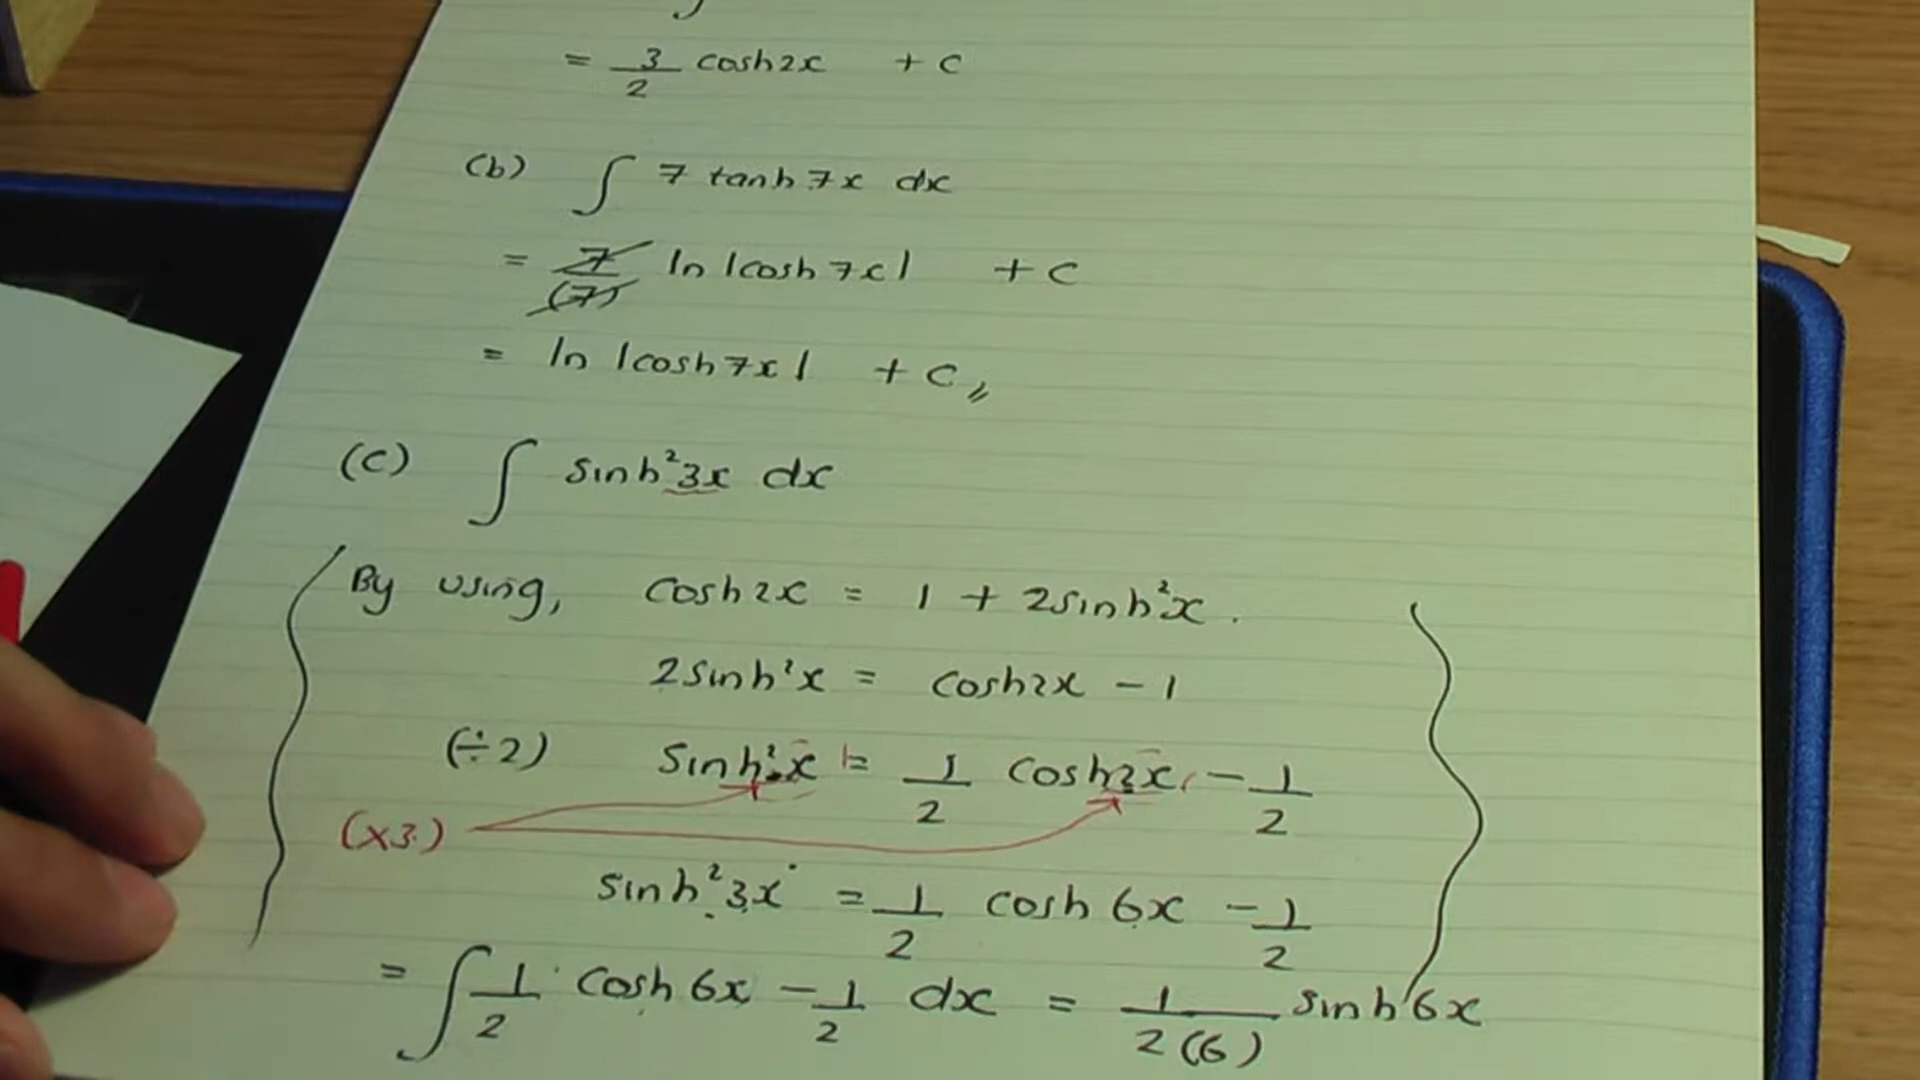 = 3/2 cosh2x + c
(b) ∫ 7 tanh 7x dx
= 7/(7) ln |cosh 7x| + c
= ln |cosh 7x| + c //
(c) ∫ sinh² 3x dx
By using, cosh2x = 1 + 2sinh²x.
2sinh²x = cosh2x - 1
(÷2) sinh²x = 1/2 cosh2x - 1/2
(x3)
sinh² 3x = 1/2 cosh 6x - 1/2
= ∫ 1/2 cosh 6x - 1/2 dx = 1/2(6) sinh 6x